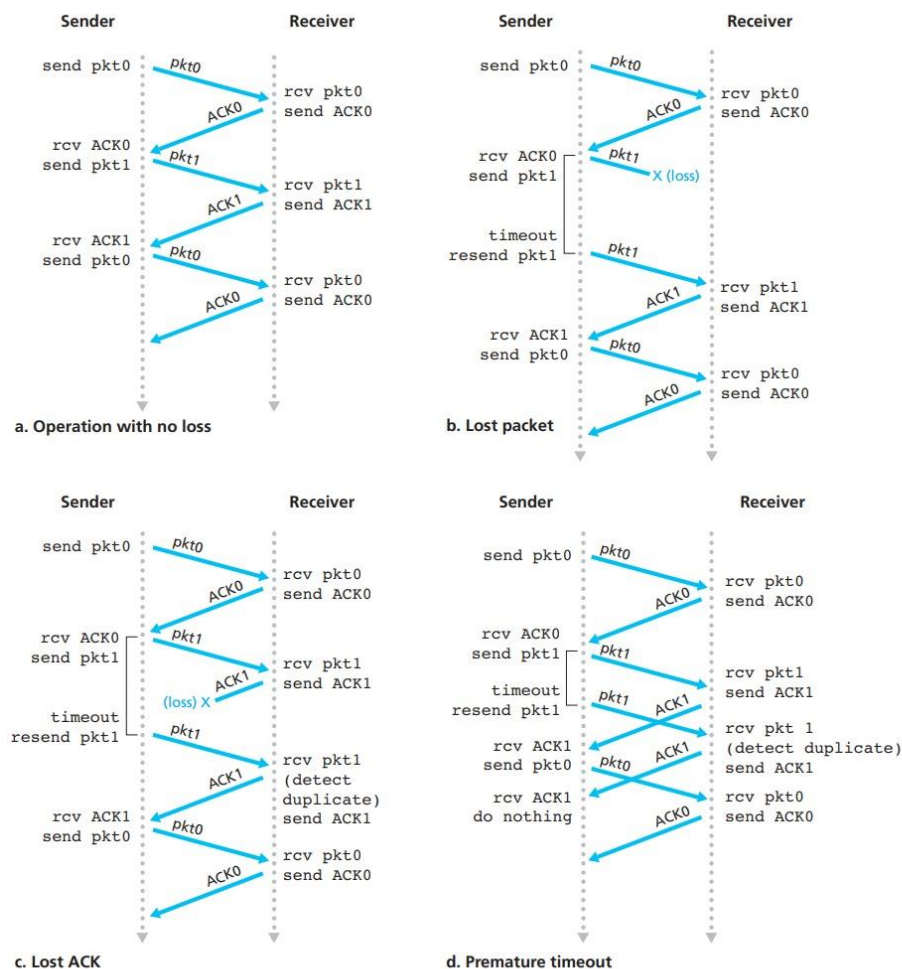 Sender Receiver
send pkt0
pkt0
rcv pkt0
send ACK0
ACK0
rcv ACK0
send pkt1
pkt1
rcv pkt1
send ACK1
ACK1
rcv ACK1
send pkt0
pkt0
rcv pkt0
send ACK0
ACK0
a. Operation with no loss
Sender Receiver
send pkt0
pkt0
rcv pkt0
send ACK0
ACK0
rcv ACK0
send pkt1
pkt1
X (loss)
timeout
resend pkt1
pkt1
rcv pkt1
send ACK1
ACK1
rcv ACK1
send pkt0
pkt0
rcv pkt0
send ACK0
ACK0
b. Lost packet
Sender Receiver
send pkt0
pkt0
rcv pkt0
send ACK0
ACK0
rcv ACK0
send pkt1
pkt1
rcv pkt1
send ACK1
ACK1
(loss) X
timeout
resend pkt1
pkt1
rcv pkt1
(detect
duplicate)
send ACK1
ACK1
rcv ACK1
send pkt0
pkt0
rcv pkt0
send ACK0
ACK0
c. Lost ACK
Sender Receiver
send pkt0
pkt0
rcv pkt0
send ACK0
ACK0
rcv ACK0
send pkt1
pkt1
rcv pkt1
send ACK1
ACK1
timeout
resend pkt1
pkt1
rcv pkt 1
(detect duplicate)
send ACK1
ACK1
rcv ACK1
send pkt0
pkt0
rcv ACK1
do nothing
rcv pkt0
send ACK0
ACK0
d. Premature timeout